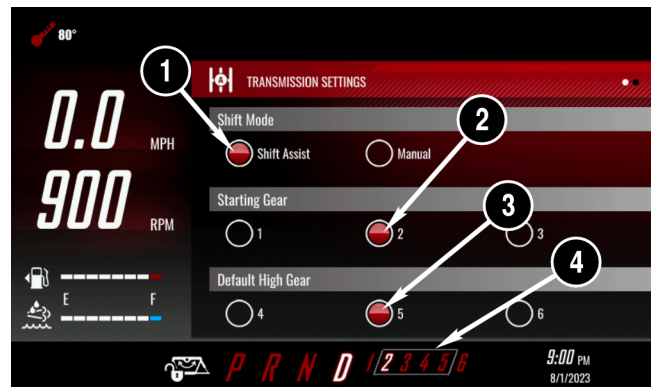 80°
1
TRANSMISSION SETTINGS
Shift Mode
2
0.0 MPH
Shift Assist
Manual
Starting Gear
3
900 RPM
1
2
3
4
Default High Gear
E F
4
5
6
P R N D 1 2 3 4 5 6
9:00 PM
8/1/2023